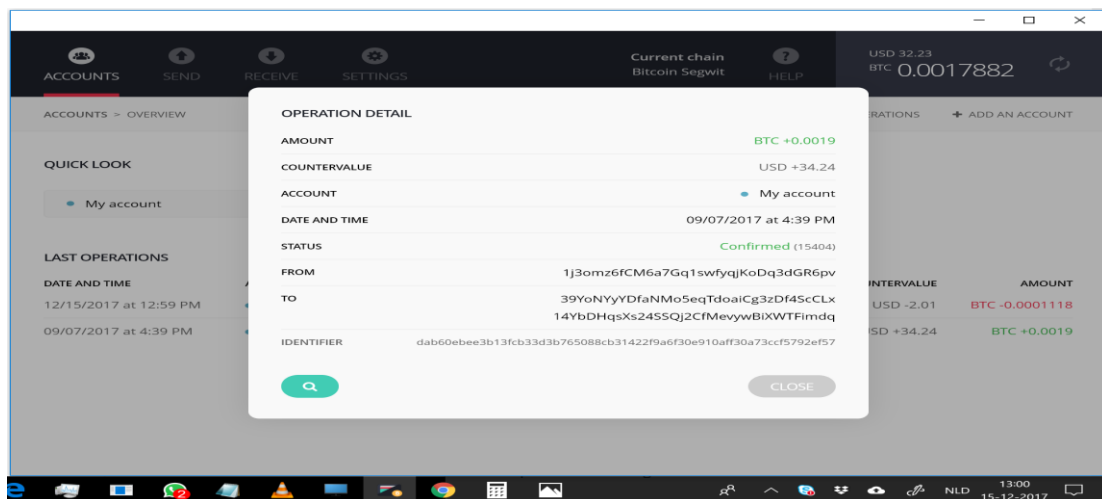 USD 32.23
Current chain
ACCOUNTS SEND RECEIVE SETTINGS Bitcoin Segwit HELP BTC 0.0017882
ACCOUNTS > OVERVIEW ERATIONS + ADD AN ACCOUNT
OPERATION DETAIL
AMOUNT BTC +0.0019
QUICK LOOK
COUNTERVALUE USD +34.24
ACCOUNT My account
My account
DATE AND TIME 09/07/2017 at 4:39 PM
STATUS Confirmed (15404)
LAST OPERATIONS
FROM 1j3omz6fCM6a7Gq1swfyqjKoDq3dGR6pv
DATE AND TIME NTERVALUE AMOUNT
TO 39YoNYyYDfaNMo5eqTdoaiCg3zDf4ScCLx
12/15/2017 at 12:59 PM USD -2.01 BTC -0.0001118
14YbDHqsXs24SSQj2CfMevywBiXWTFimdq
09/07/2017 at 4:39 PM SD +34.24 BTC +0.0019
IDENTIFIER dab60ebee3b13fcb33d3b765088cb31422f9a6f30e910aff30a73ccf5792ef57
CLOSE
2
NLD 13:00
15-12-2017